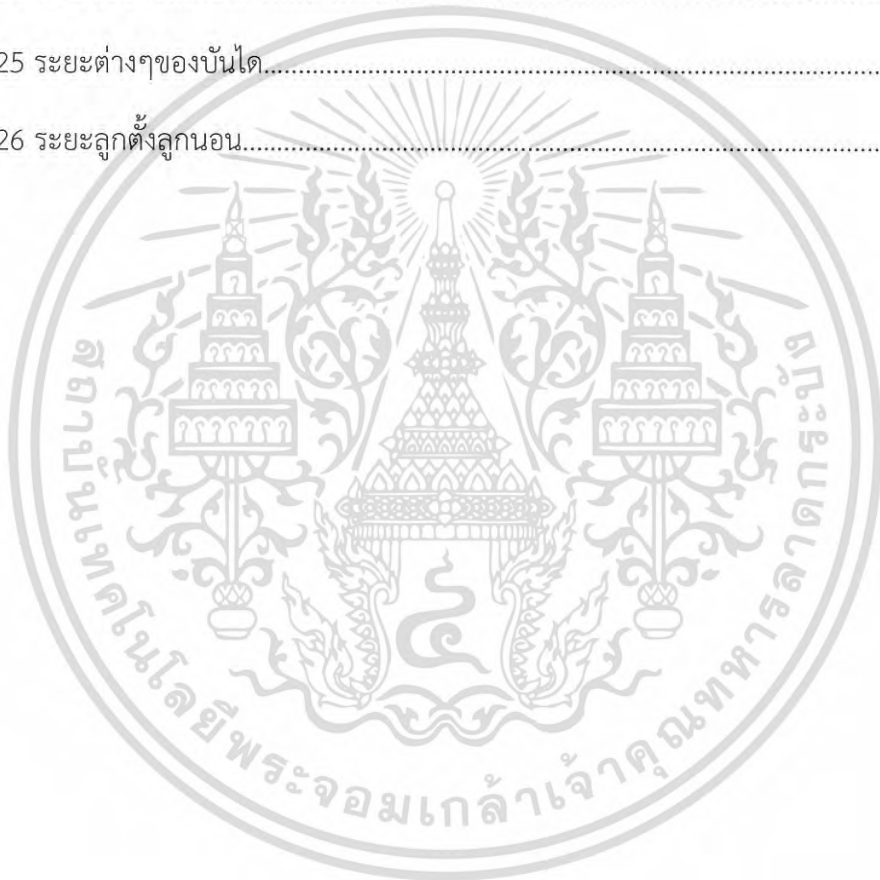 25 ระยะต่างๆของบันได........................................................................................................
26 ระยะลูกตั้งลูกนอน........................................................................................................
๔
สถาบันเทคโนโลยีพระจอมเกล้าเจ้าคุณทหารลาดกระบัง